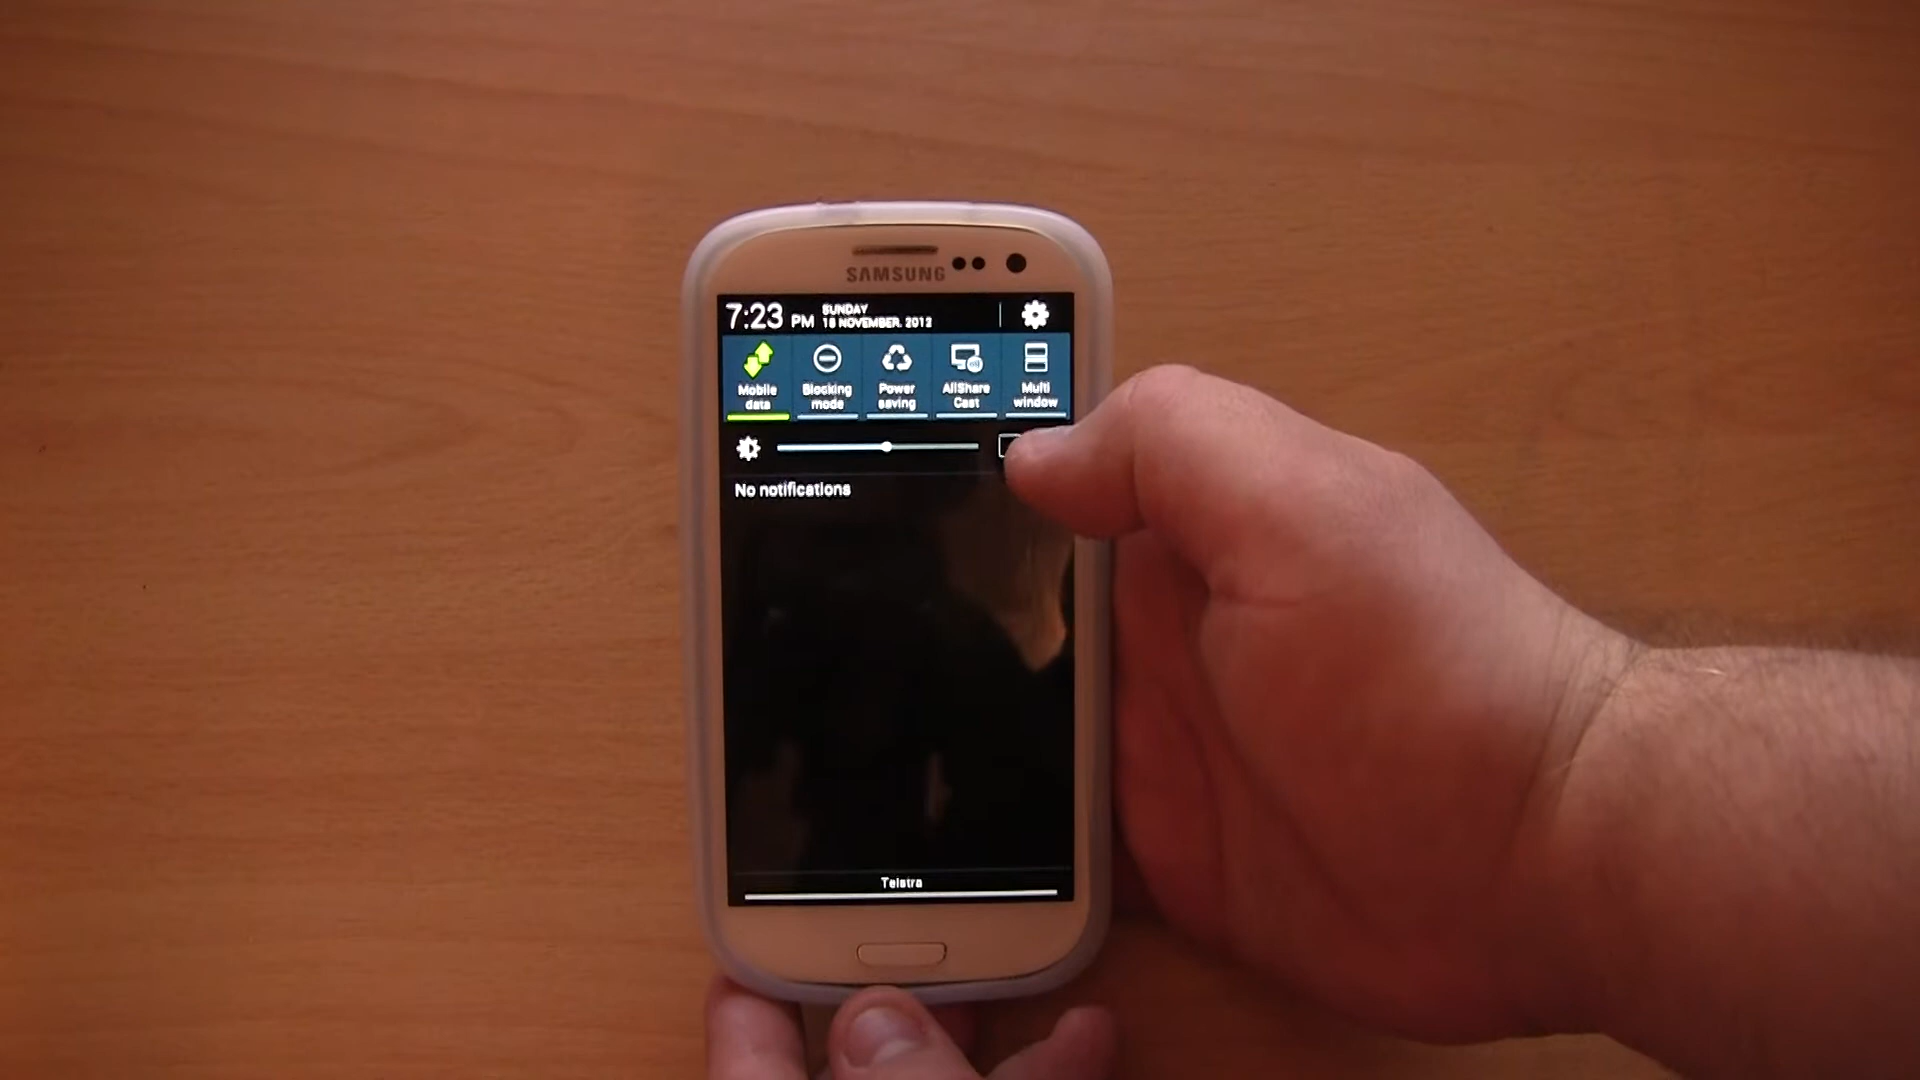 SAMSUNG
7:23 PM
SUNDAY
18 NOVEMBER, 2012
Mobile data
Blocking mode
Power saving
AllShare Cast
Multi window
No notifications
Telstra